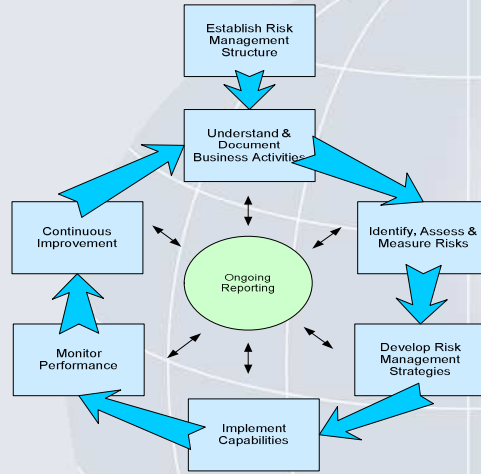 Establish Risk
Management
Structure
Understand &
Document
Business Activities
Identify, Assess &
Measure Risks
Develop Risk
Management
Strategies
Implement
Capabilities
Monitor
Performance
Continuous
Improvement
Ongoing
Reporting